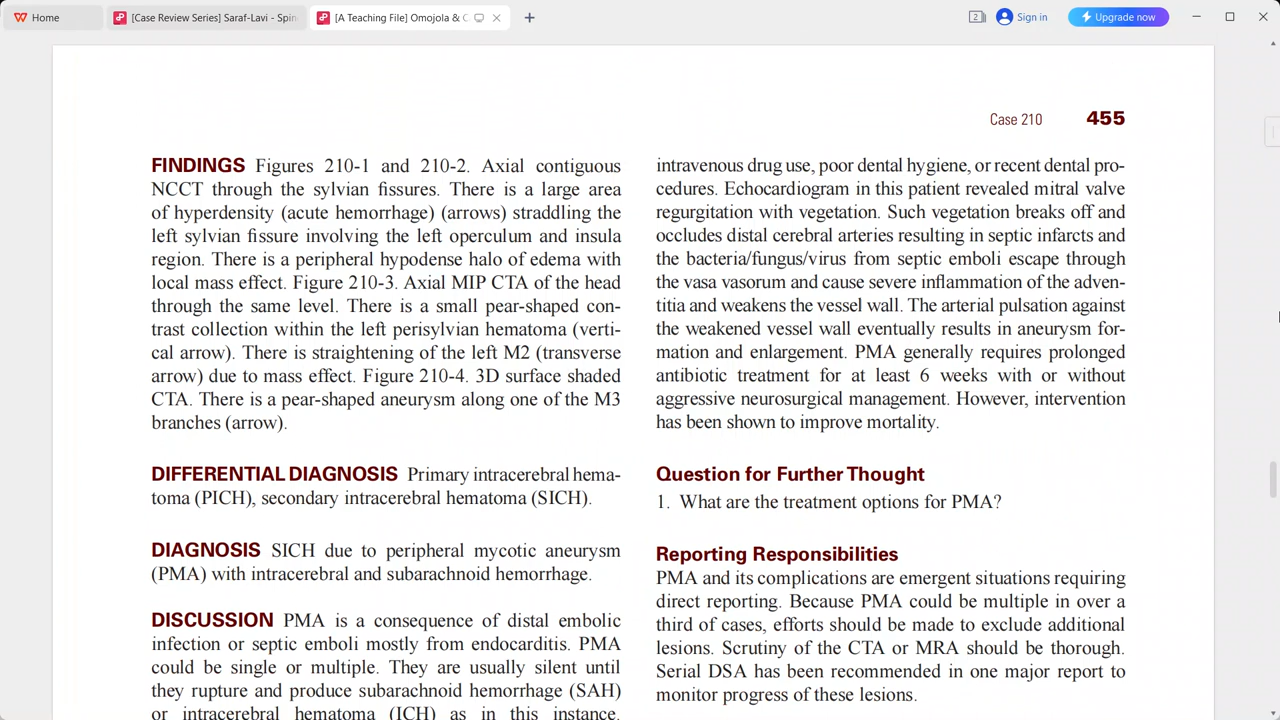 Home
[Case Review Series] Saraf-Lavi - Spin
[A Teaching File] Omojola & C
2
Sign in
Upgrade now
Case 210 455
FINDINGS Figures 210-1 and 210-2. Axial contiguous
NCCT through the sylvian fissures. There is a large area
of hyperdensity (acute hemorrhage) (arrows) straddling the
left sylvian fissure involving the left operculum and insula
region. There is a peripheral hypodense halo of edema with
local mass effect. Figure 210-3. Axial MIP CTA of the head
through the same level. There is a small pear-shaped con-
trast collection within the left perisylvian hematoma (verti-
cal arrow). There is straightening of the left M2 (transverse
arrow) due to mass effect. Figure 210-4. 3D surface shaded
CTA. There is a pear-shaped aneurysm along one of the M3
branches (arrow).
DIFFERENTIAL DIAGNOSIS Primary intracerebral hema-
toma (PICH), secondary intracerebral hematoma (SICH).
DIAGNOSIS SICH due to peripheral mycotic aneurysm
(PMA) with intracerebral and subarachnoid hemorrhage.
DISCUSSION PMA is a consequence of distal embolic
infection or septic emboli mostly from endocarditis. PMA
could be single or multiple. They are usually silent until
they rupture and produce subarachnoid hemorrhage (SAH)
or intracerebral hematoma (ICH) as in this instance.
intravenous drug use, poor dental hygiene, or recent dental pro-
cedures. Echocardiogram in this patient revealed mitral valve
regurgitation with vegetation. Such vegetation breaks off and
occludes distal cerebral arteries resulting in septic infarcts and
the bacteria/fungus/virus from septic emboli escape through
the vasa vasorum and cause severe inflammation of the adven-
titia and weakens the vessel wall. The arterial pulsation against
the weakened vessel wall eventually results in aneurysm for-
mation and enlargement. PMA generally requires prolonged
antibiotic treatment for at least 6 weeks with or without
aggressive neurosurgical management. However, intervention
has been shown to improve mortality.
Question for Further Thought
1. What are the treatment options for PMA?
Reporting Responsibilities
PMA and its complications are emergent situations requiring
direct reporting. Because PMA could be multiple in over a
third of cases, efforts should be made to exclude additional
lesions. Scrutiny of the CTA or MRA should be thorough.
Serial DSA has been recommended in one major report to
monitor progress of these lesions.